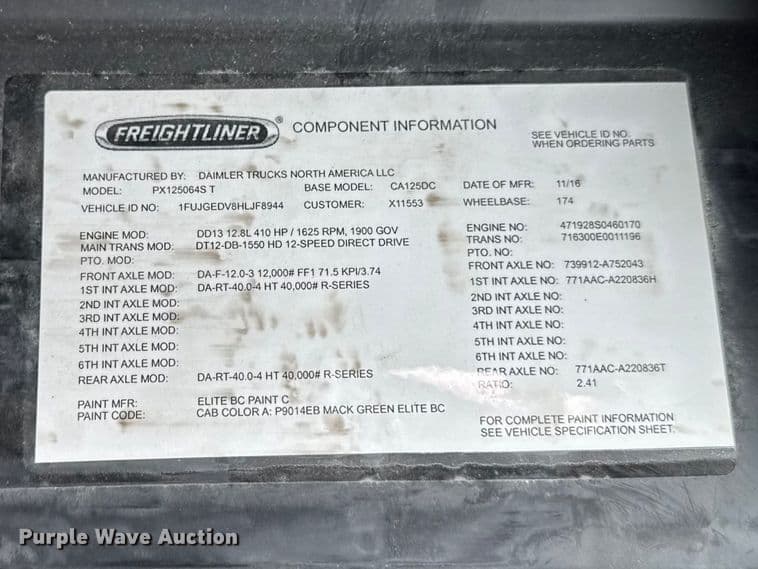 FREIGHTLINER® COMPONENT INFORMATION
SEE VEHICLE ID NO.
WHEN ORDERING PARTS
MANUFACTURED BY: DAIMLER TRUCKS NORTH AMERICA LLC
MODEL: PX125064S T BASE MODEL: CA125DC DATE OF MFR: 11/16
VEHICLE ID NO: 1FUJGEDV8HLJF8944 CUSTOMER: X11553 WHEELBASE: 174
ENGINE MOD: DD13 12.8L 410 HP / 1625 RPM, 1900 GOV ENGINE NO: 471928S0460170
MAIN TRANS MOD: DT12-DB-1550 HD 12-SPEED DIRECT DRIVE TRANS NO: 716300E0011196
PTO. MOD: PTO. NO:
FRONT AXLE MOD: DA-F-12.0-3 12,000# FF1 71.5 KPI/3.74 FRONT AXLE NO: 739912-A752043
1ST INT AXLE MOD: DA-RT-40.0-4 HT 40,000# R-SERIES 1ST INT AXLE NO: 771AAC-A220836H
2ND INT AXLE MOD: 2ND INT AXLE NO:
3RD INT AXLE MOD: 3RD INT AXLE NO:
4TH INT AXLE MOD: 4TH INT AXLE NO:
5TH INT AXLE MOD: 5TH INT AXLE NO:
6TH INT AXLE MOD: 6TH INT AXLE NO:
REAR AXLE MOD: DA-RT-40.0-4 HT 40,000# R-SERIES REAR AXLE NO: 771AAC-A220836T
RATIO: 2.41
PAINT MFR: ELITE BC PAINT C
PAINT CODE: CAB COLOR A: P9014EB MACK GREEN ELITE BC
FOR COMPLETE PAINT INFORMATION
SEE VEHICLE SPECIFICATION SHEET.
Purple Wave Auction